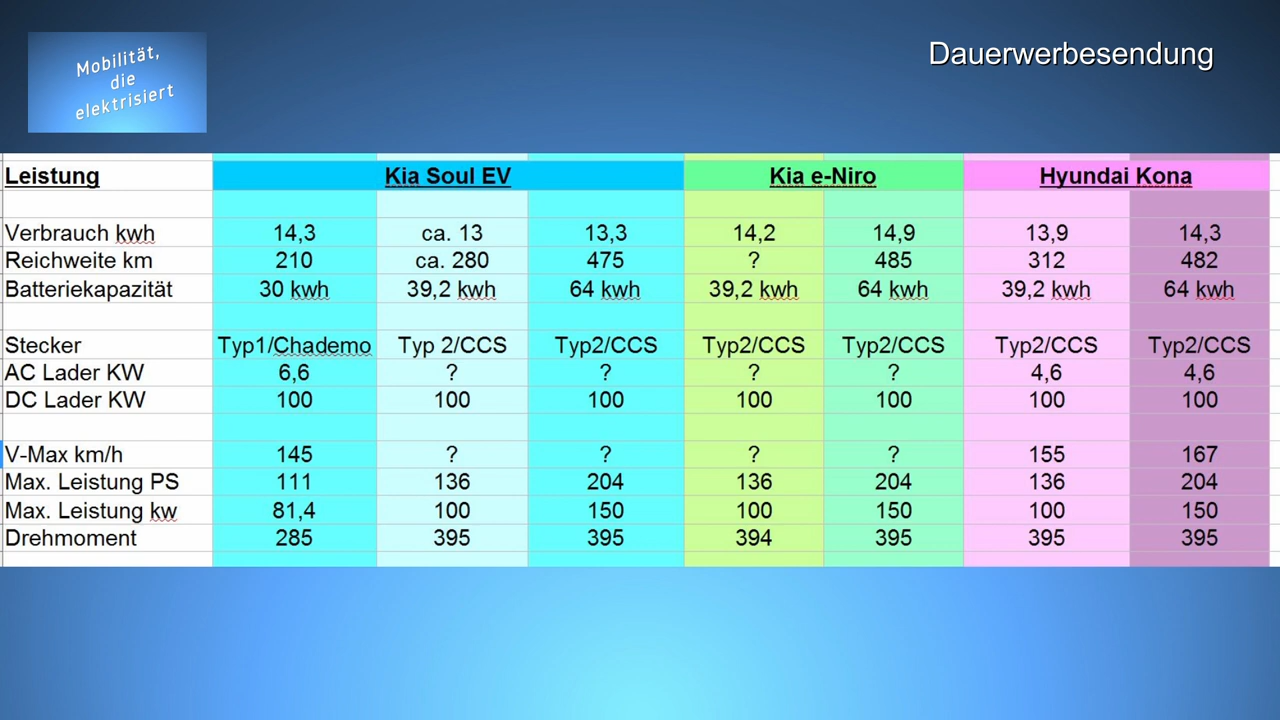 Mobilität,
die
elektrisiert
Dauerwerbesendung
Leistung Kia Soul EV Kia e-Niro Hyundai Kona
Verbrauch kwh 14,3 ca. 13 13,3 14,2 14,9 13,9 14,3
Reichweite km 210 ca. 280 475 ? 485 312 482
Batteriekapazität 30 kwh 39,2 kwh 64 kwh 39,2 kwh 64 kwh 39,2 kwh 64 kwh
Stecker Typ1/Chademo Typ 2/CCS Typ2/CCS Typ2/CCS Typ2/CCS Typ2/CCS Typ2/CCS
AC Lader KW 6,6 ? ? ? ? 4,6 4,6
DC Lader KW 100 100 100 100 100 100 100
V-Max km/h 145 ? ? ? ? 155 167
Max. Leistung PS 111 136 204 136 204 136 204
Max. Leistung kw 81,4 100 150 100 150 100 150
Drehmoment 285 395 395 394 395 395 395